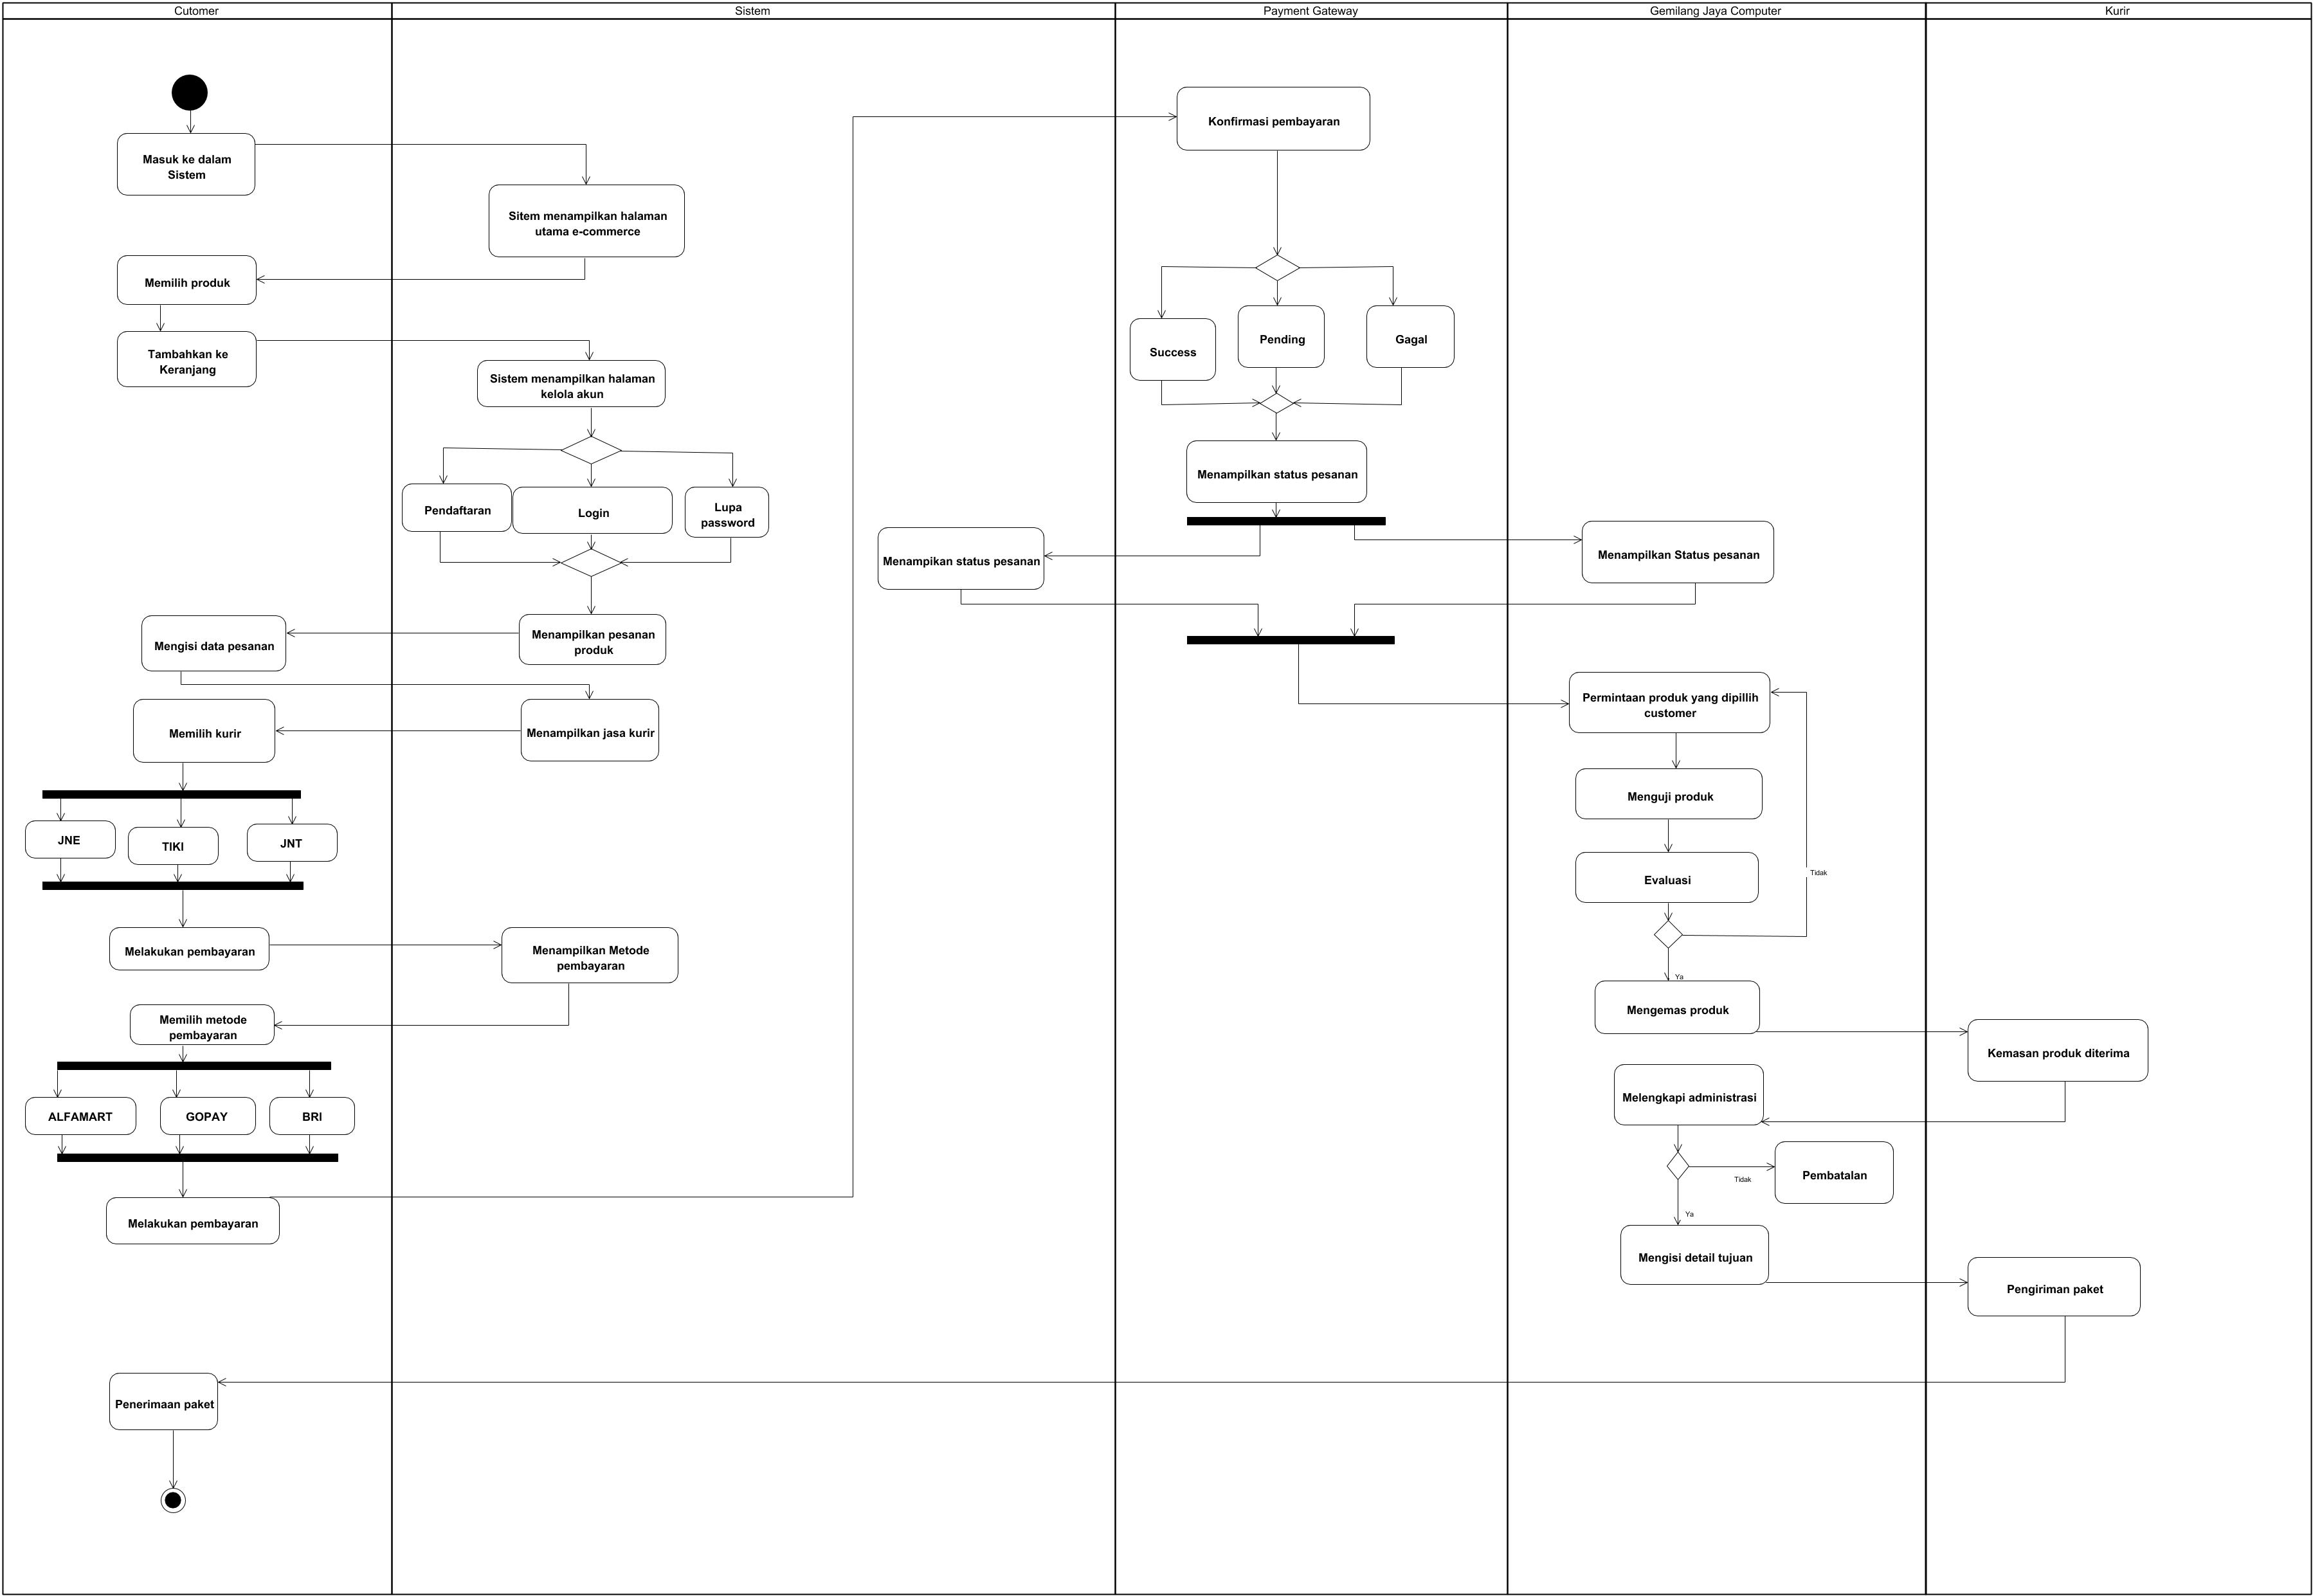 Cutomer
Sistem
Payment Gateway
Gemilang Jaya Computer
Kurir
Masuk ke dalam
Sistem
Sitem menampilkan halaman
utama e-commerce
Memilih produk
Tambahkan ke
Keranjang
Sistem menampilkan halaman
kelola akun
Pendaftaran
Login
Lupa
password
Menampilkan pesanan
produk
Mengisi data pesanan
Menampilkan jasa kurir
Memilih kurir
JNE
TIKI
JNT
Melakukan pembayaran
Menampilkan Metode
pembayaran
Memilih metode
pembayaran
ALFAMART
GOPAY
BRI
Melakukan pembayaran
Konfirmasi pembayaran
Success
Pending
Gagal
Menampilkan status pesanan
Menampikan status pesanan
Menampilkan Status pesanan
Permintaan produk yang dipillih
customer
Menguji produk
Evaluasi
Tidak
Ya
Mengemas produk
Kemasan produk diterima
Melengkapi administrasi
Tidak
Pembatalan
Ya
Mengisi detail tujuan
Pengiriman paket
Penerimaan paket